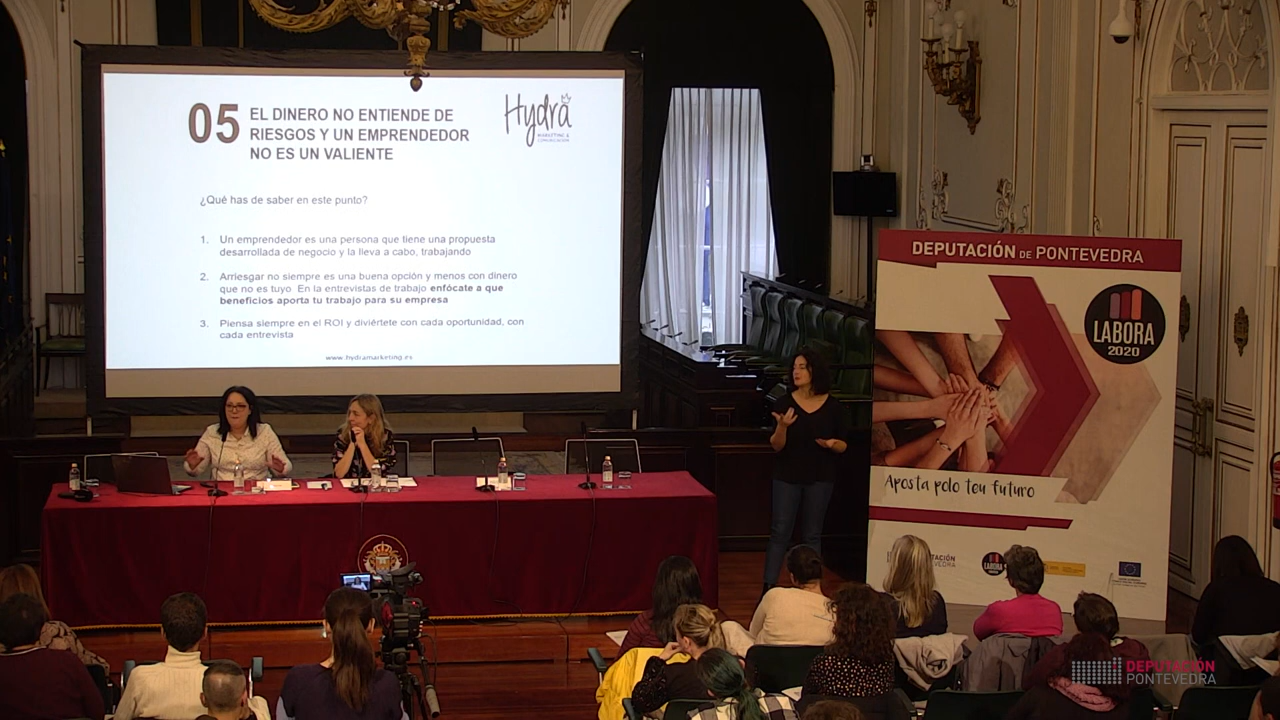 05
EL DINERO NO ENTIENDE DE
RIESGOS Y UN EMPRENDEDOR
NO ES UN VALIENTE
Hydra
MARKETING &
COMUNICACIÓN
¿Qué has de saber en este punto?
1. Un emprendedor es una persona que tiene una propuesta
desarrollada de negocio y la lleva a cabo, trabajando
2. Arriesgar no siempre es una buena opción y menos con dinero
que no es tuyo En la entrevistas de trabajo enfócate a que
beneficios aporta tu trabajo para su empresa
3. Piensa siempre en el ROI y diviértete con cada oportunidad, con
cada entrevista
www.hydramarketing.es
DEPUTACIÓN DE PONTEVEDRA
LABORA
2020
Aposta polo teu futuro
LABORA
DEPUTACIÓN
PONTEVEDRA